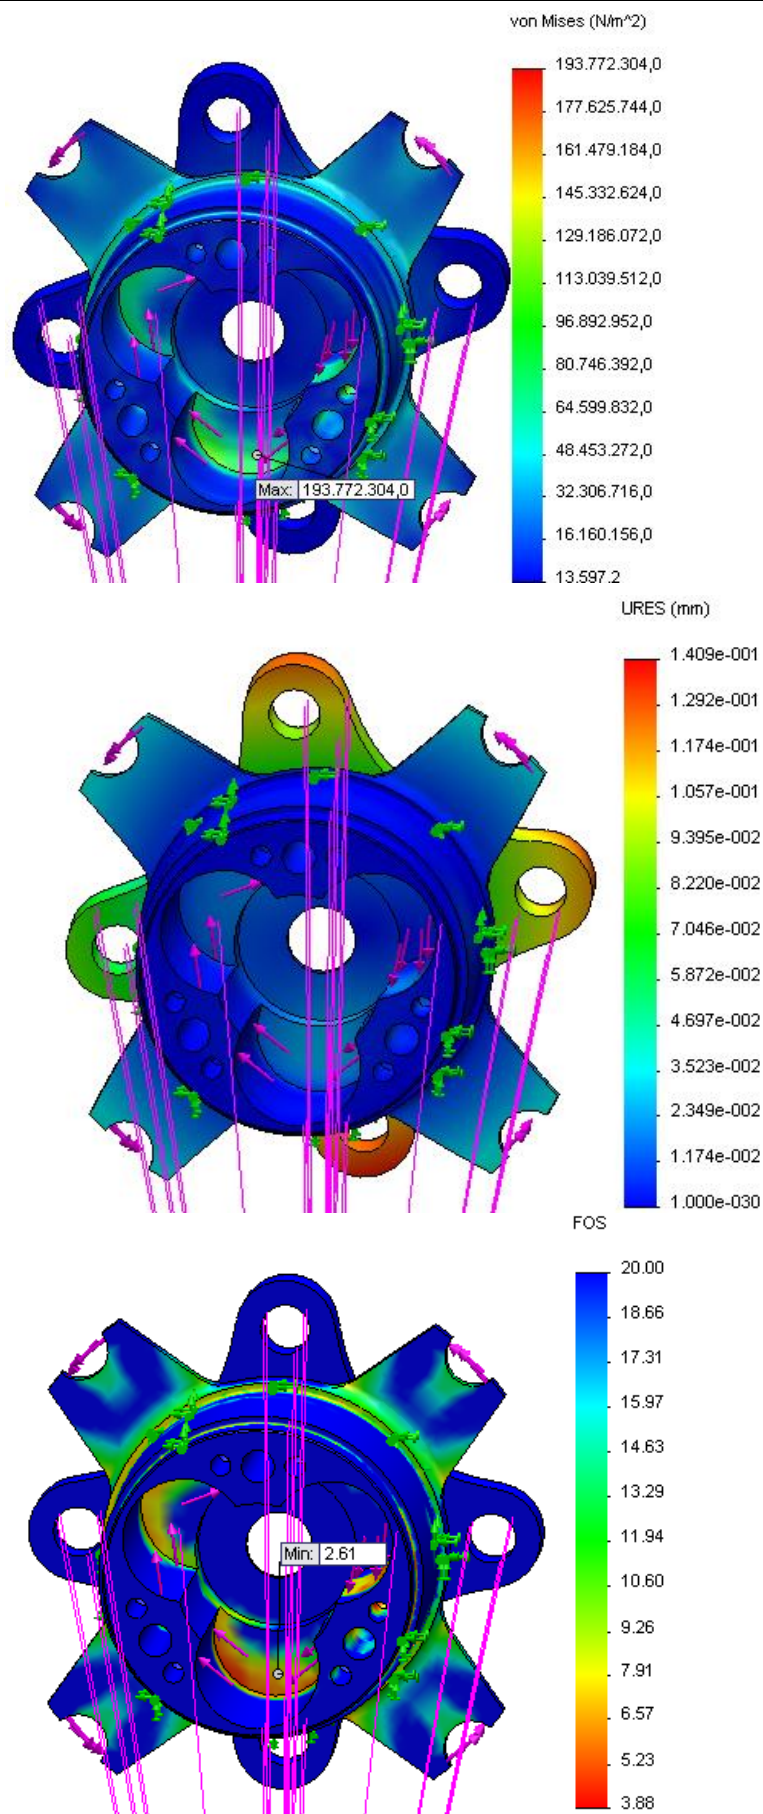 von Mises (N/m^2)
193.772.304,0
177.625.744,0
161.479.184,0
145.332.624,0
129.186.072,0
113.039.512,0
96.892.952,0
80.746.392,0
64.599.832,0
48.453.272,0
32.306.716,0
16.160.156,0
13.597.2
Max: 193.772.304,0
URES (mm)
1.409e-001
1.292e-001
1.174e-001
1.057e-001
9.395e-002
8.220e-002
7.046e-002
5.872e-002
4.697e-002
3.523e-002
2.349e-002
1.174e-002
1.000e-030
FOS
20.00
18.66
17.31
15.97
14.63
13.29
11.94
10.60
9.26
7.91
6.57
5.23
3.88
Min: 2.61